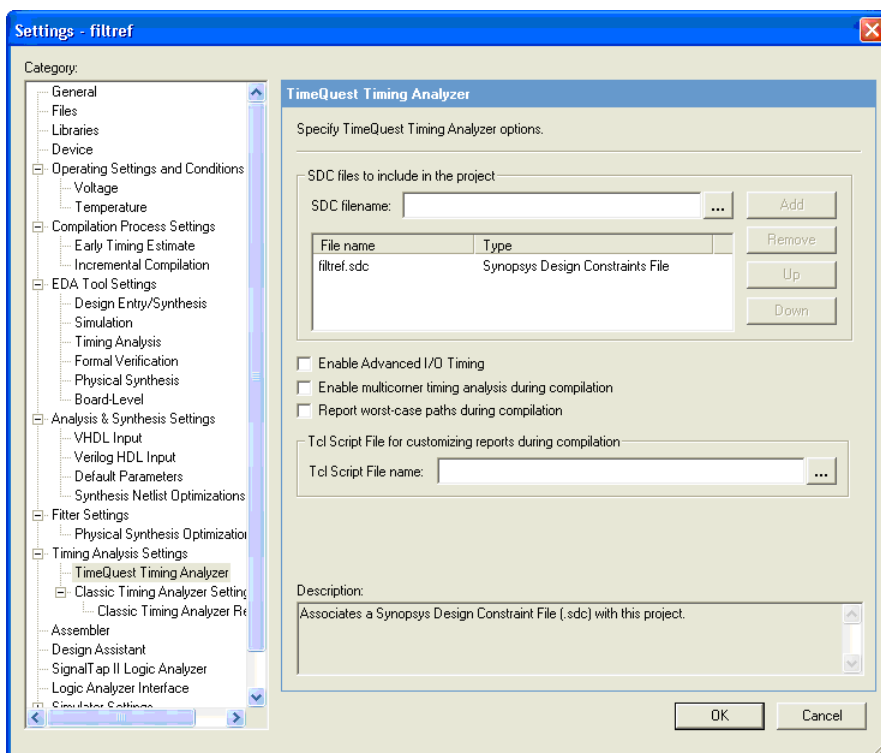 Settings - filtref
Category:
General
Files
Libraries
Device
Operating Settings and Conditions
Voltage
Temperature
Compilation Process Settings
Early Timing Estimate
Incremental Compilation
EDA Tool Settings
Design Entry/Synthesis
Simulation
Timing Analysis
Formal Verification
Physical Synthesis
Board-Level
Analysis & Synthesis Settings
VHDL Input
Verilog HDL Input
Default Parameters
Synthesis Netlist Optimizations
Fitter Settings
Physical Synthesis Optimization
Timing Analysis Settings
TimeQuest Timing Analyzer
Classic Timing Analyzer Setting
Classic Timing Analyzer Re
Assembler
Design Assistant
SignalTap II Logic Analyzer
Logic Analyzer Interface
Simulator Settings
TimeQuest Timing Analyzer
Specify TimeQuest Timing Analyzer options.
SDC files to include in the project
SDC filename:
...
Add
File name Type
Remove
filtref.sdc Synopsys Design Constraints File
Up
Down
Enable Advanced I/O Timing
Enable multicorner timing analysis during compilation
Report worst-case paths during compilation
Tcl Script File for customizing reports during compilation
Tcl Script File name:
...
Description:
Associates a Synopsys Design Constraint File (.sdc) with this project.
OK
Cancel